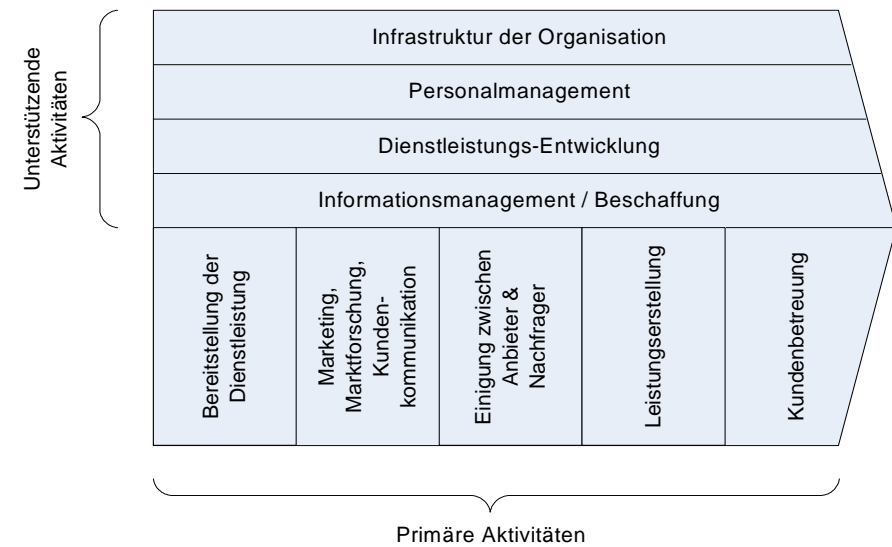 Unterstützende
Aktivitäten
Infrastruktur der Organisation
Personalmanagement
Dienstleistungs-Entwicklung
Informationsmanagement / Beschaffung
Bereitstellung der
Dienstleistung
Marketing,
Marktforschung,
Kunden-
kommunikation
Einigung zwischen
Anbieter &
Nachfrager
Leistungserstellung
Kundenbetreuung
Primäre Aktivitäten